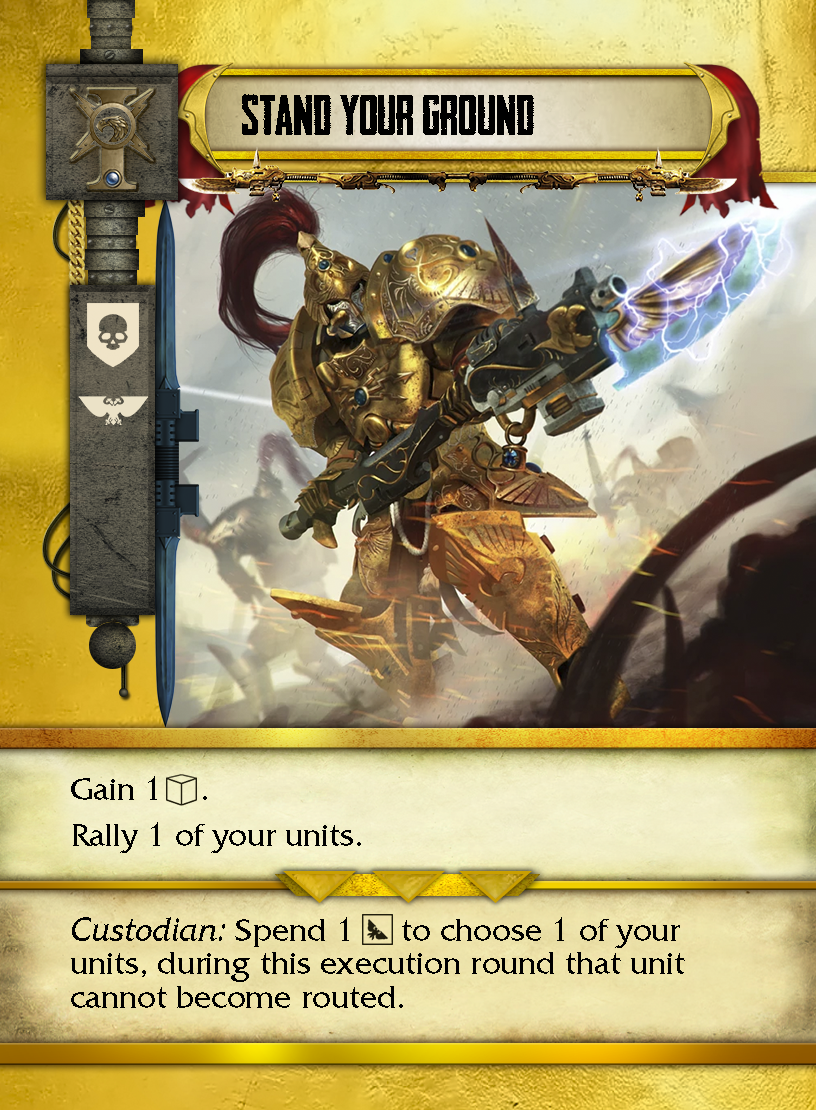 STAND YOUR GROUND
Gain 1 .
Rally 1 of your units.
Custodian: Spend 1 to choose 1 of your
units, during this execution round that unit
cannot become routed.